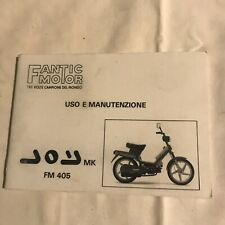 FANTIC
MOTOR
TRE VOLTE CAMPIONE DEL MONDO
USO E MANUTENZIONE
JOY MK
FM 405